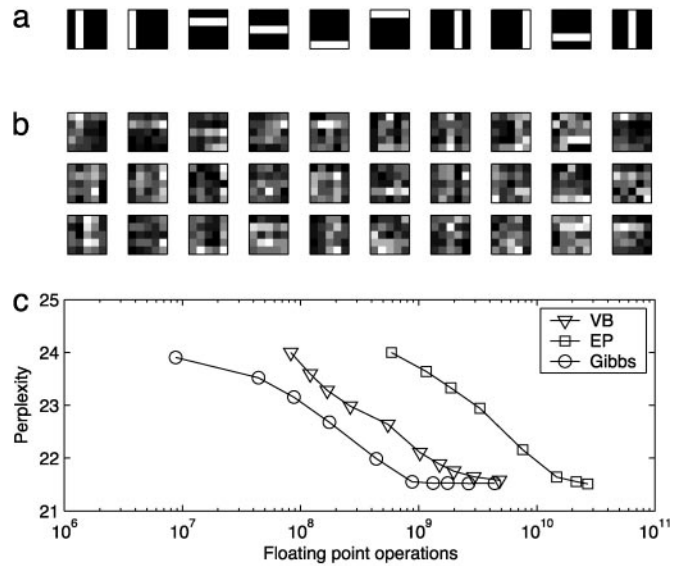 a
b
c
25
24
23
22
21
Perplexity
VB
EP
Gibbs
10^6 10^7 10^8 10^9 10^10 10^11
Floating point operations